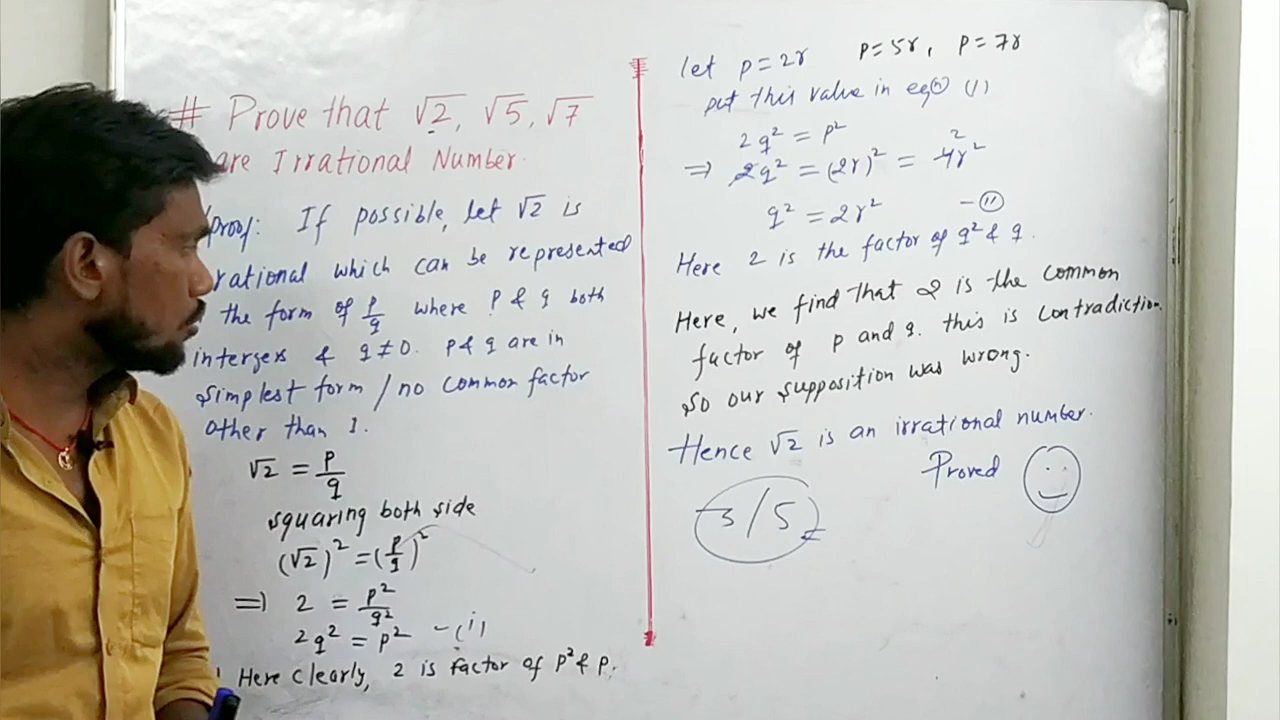 # Prove that √2, √5, √7
are Irrational Number.
Proof: If possible, let √2 is
rational which can be represented
the form of p/q where p & q both
intergers & q ≠ 0. p & q are in
simplest form / no common factor
other than 1.
√2 = p/q
squaring both side
(√2)² = (p/q)²
⇒ 2 = p²/q²
2q² = p² - (i)
Here clearly, 2 is factor of p² & p.
let p = 2r p = 5r, p = 7r
put this value in eqⁿ (i)
2q² = p²
⇒ 2q² = (2r)² = 4r²
2
q² = 2r² - (ii)
Here 2 is the factor of q² & q.
Here, we find that 2 is the common
factor of p and q. this is contradiction.
so our supposition was wrong.
Hence √2 is an irrational number.
Proved
3/5